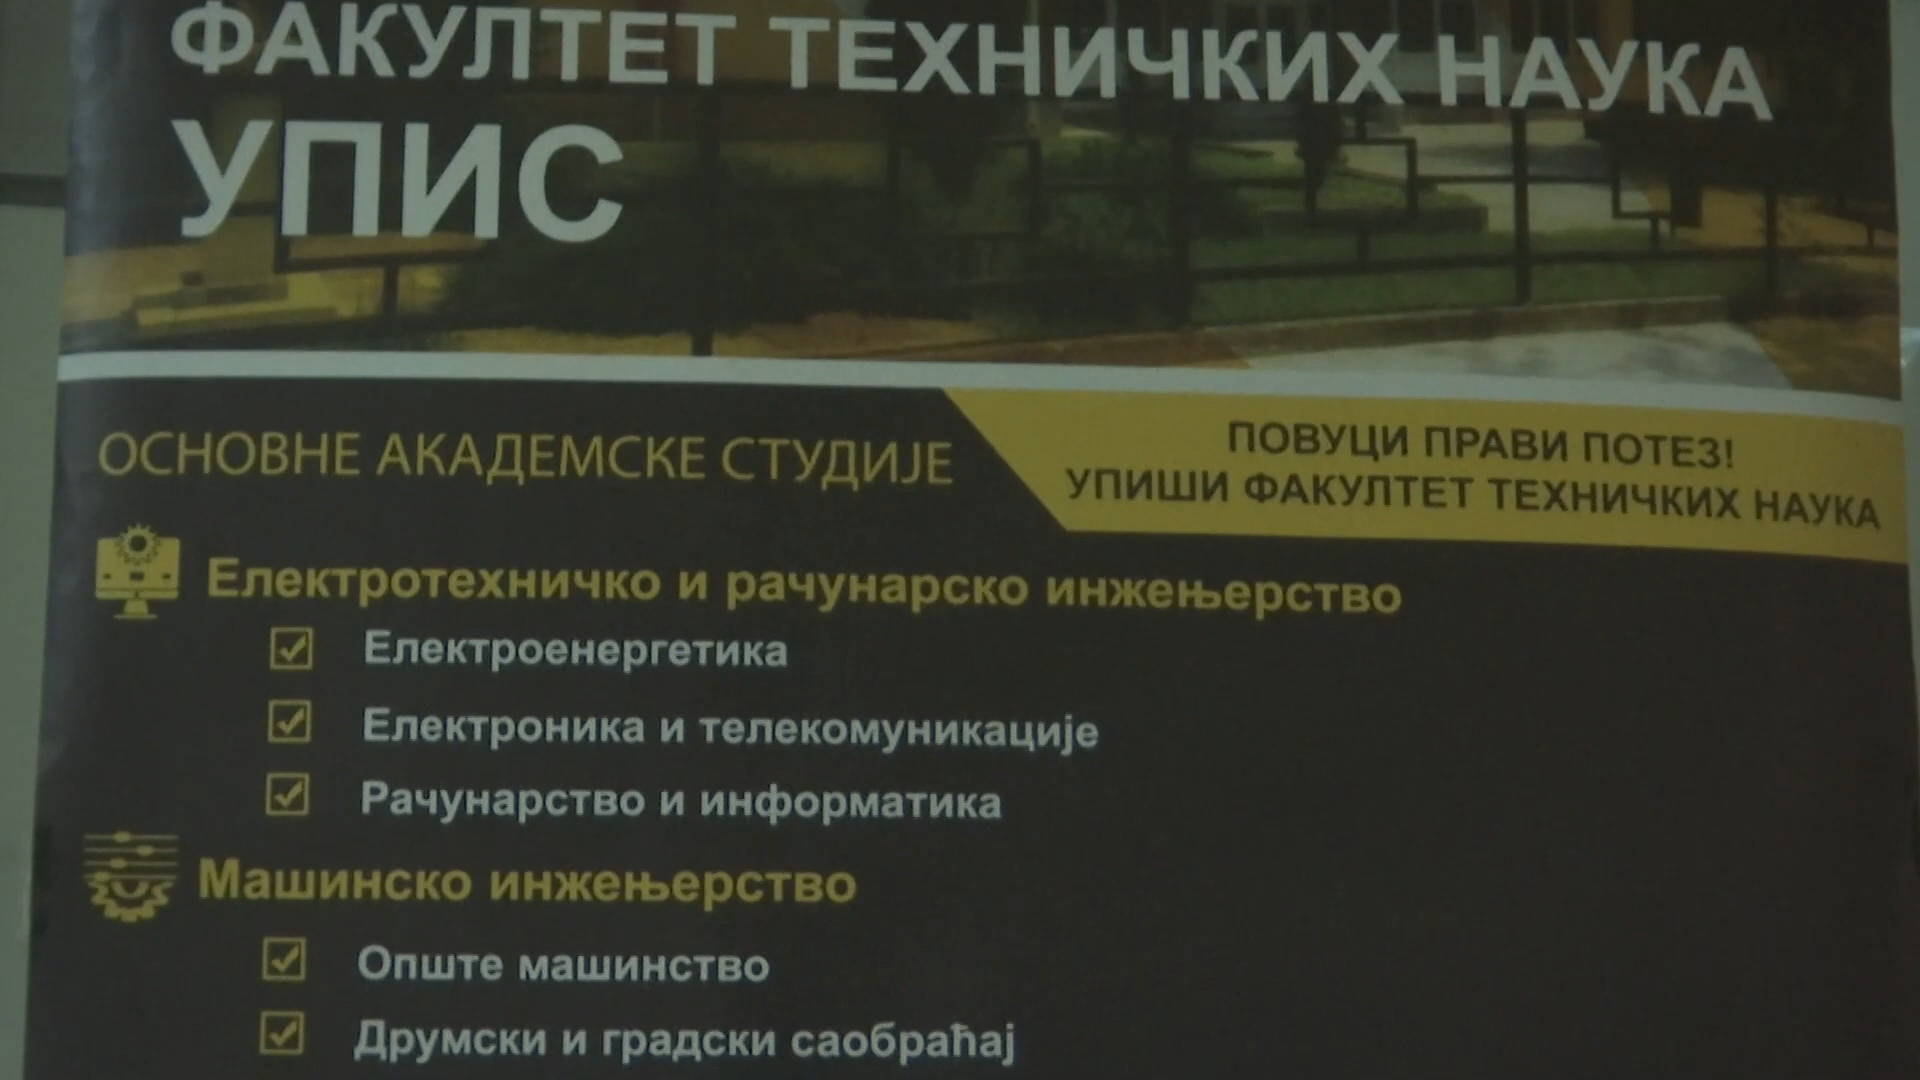 ФАКУЛТЕТ ТЕХНИЧКИХ НАУКА
УПИС
ОСНОВНЕ АКАДЕМСКЕ СТУДИЈЕ
ПОВУЦИ ПРАВИ ПОТЕЗ!
УПИШИ ФАКУЛТЕТ ТЕХНИЧКИХ НАУКА
Електротехничко и рачунарско инжењерство
Електроенергетика
Електроника и телекомуникације
Рачунарство и информатика
Машинско инжењерство
Опште машинство
Друмски и градски саобраћај